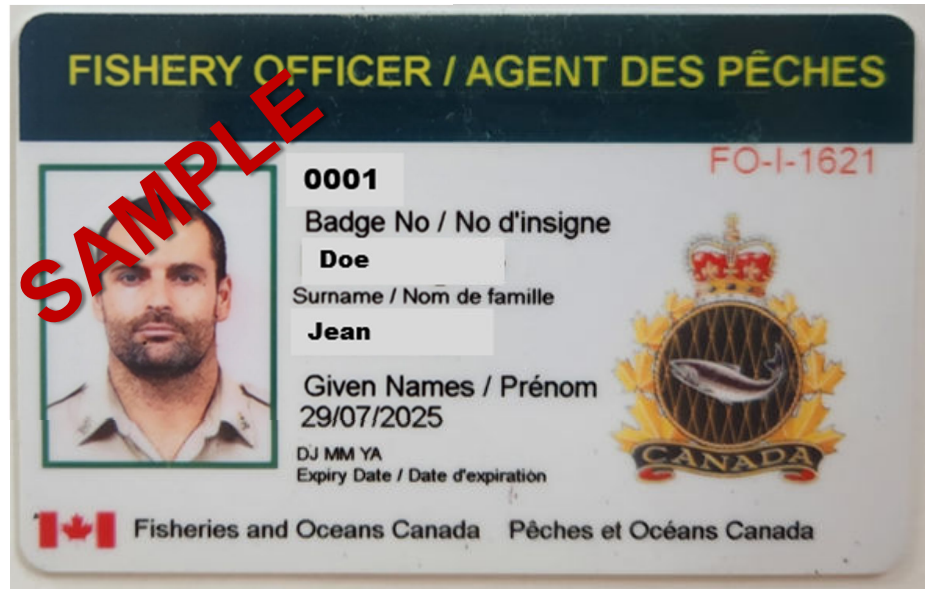 FISHERY OFFICER / AGENT DES PÊCHES
SAMPLE
FO-I-1621
0001
Badge No / No d'insigne
Doe
Surname / Nom de famille
Jean
Given Names / Prénom
29/07/2025
DJ MM YA
Expiry Date / Date d'expiration
CANADA
Fisheries and Oceans Canada Pêches et Océans Canada